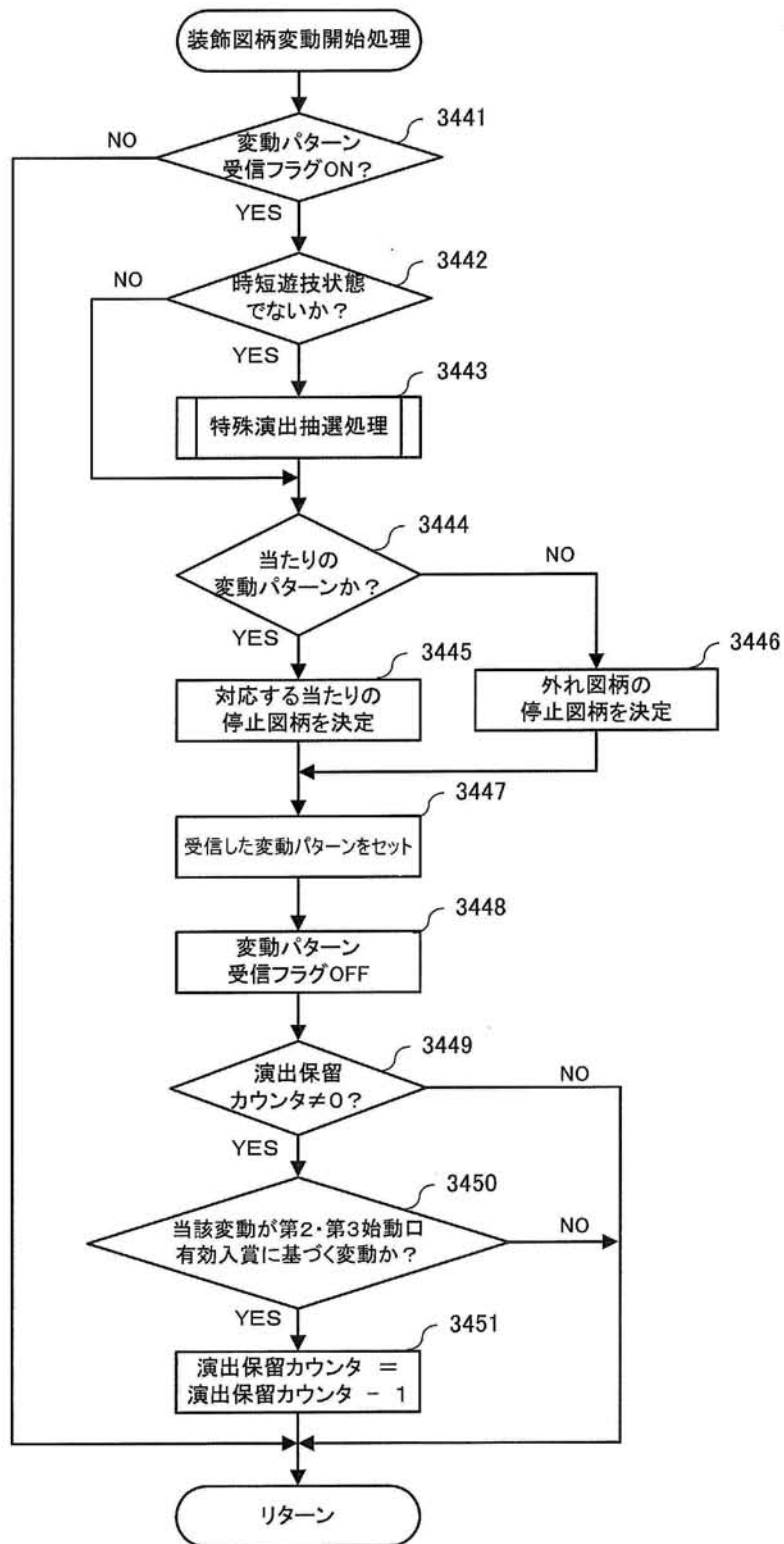 装飾図柄変動開始処理
3441
NO
変動パターン
受信フラグON？
YES
3442
NO
時短遊技状態
でないか？
YES
3443
特殊演出抽選処理
3444
NO
当たりの
変動パターンか？
YES
3445
3446
対応する当たりの
停止図柄を決定
外れ図柄の
停止図柄を決定
3447
受信した変動パターンをセット
3448
変動パターン
受信フラグOFF
3449
演出保留
カウンタ≠0？
NO
YES
3450
当該変動が第2・第3始動口
有効入賞に基づく変動か？
NO
YES
3451
演出保留カウンタ ＝
演出保留カウンタ － 1
リターン